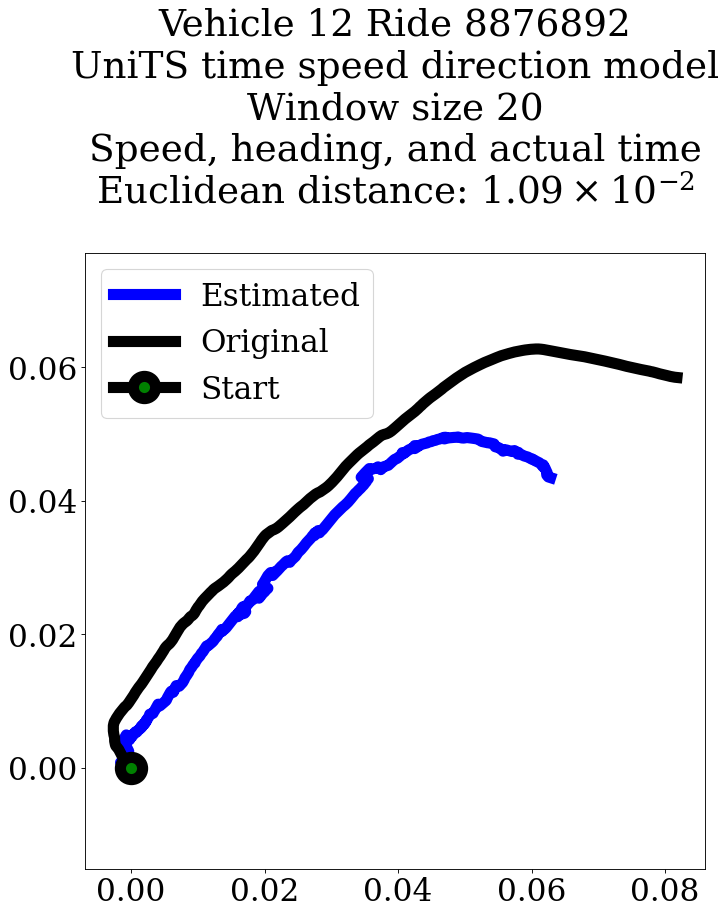 Vehicle 12 Ride 8876892
UniTS time speed direction model
Window size 20
Speed, heading, and actual time
Euclidean distance: 1.09 × 10⁻²
Estimated
Original
Start
0.06
0.04
0.02
0.00
0.00 0.02 0.04 0.06 0.08